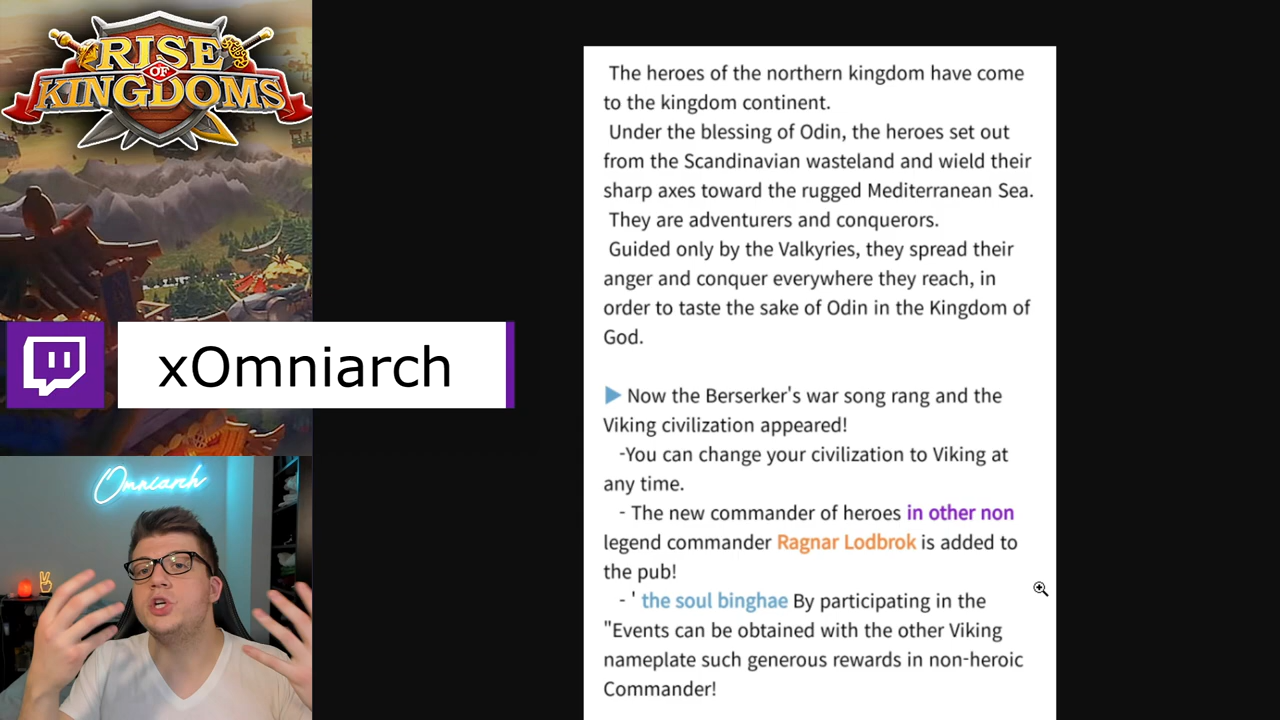 RISE
OF
KINGDOMS
xOmniarch
Omniarch
The heroes of the northern kingdom have come
to the kingdom continent.
Under the blessing of Odin, the heroes set out
from the Scandinavian wasteland and wield their
sharp axes toward the rugged Mediterranean Sea.
They are adventurers and conquerors.
Guided only by the Valkyries, they spread their
anger and conquer everywhere they reach, in
order to taste the sake of Odin in the Kingdom of
God.
▶ Now the Berserker's war song rang and the
Viking civilization appeared!
-You can change your civilization to Viking at
any time.
- The new commander of heroes in other non
legend commander Ragnar Lodbrok is added to
the pub!
- ' the soul binghae By participating in the
"Events can be obtained with the other Viking
nameplate such generous rewards in non-heroic
Commander!